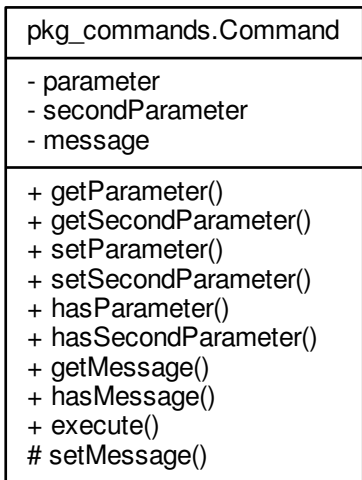 pkg_commands.Command
- parameter
- secondParameter
- message
+ getParameter()
+ getSecondParameter()
+ setParameter()
+ setSecondParameter()
+ hasParameter()
+ hasSecondParameter()
+ getMessage()
+ hasMessage()
+ execute()
# setMessage()